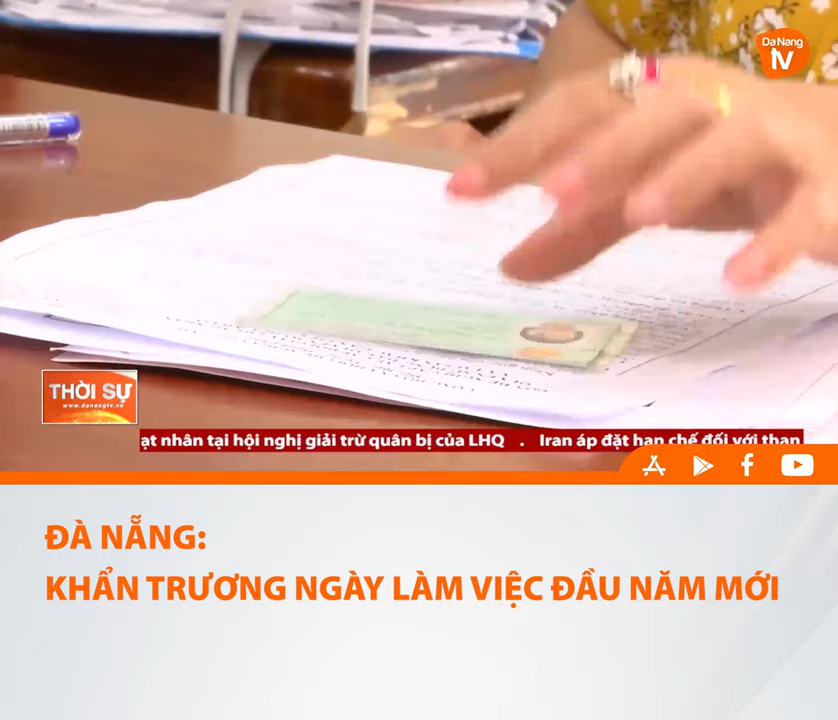 Da Nang
tv
THỜI SỰ
www.danangtv.vn
ạt nhân tại hội nghị giải trừ quân bị của LHQ . Iran áp đặt hạn chế đối với than
ĐÀ NẴNG:
KHẨN TRƯƠNG NGÀY LÀM VIỆC ĐẦU NĂM MỚI